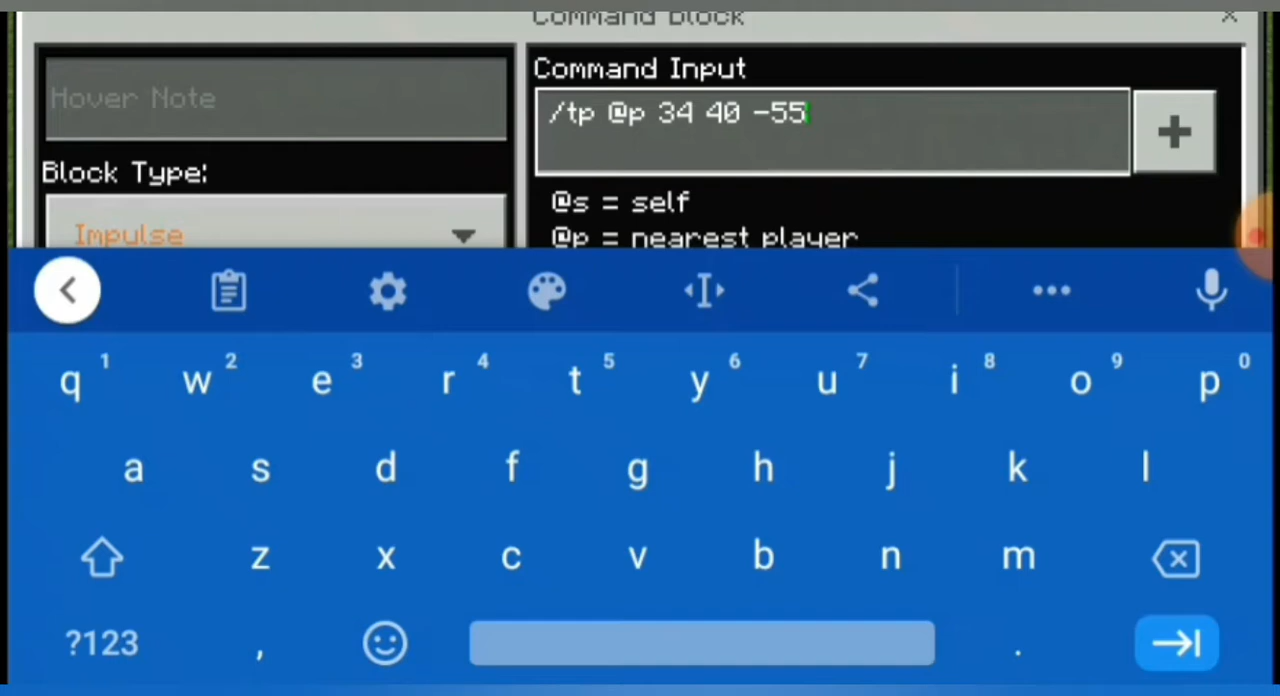 Command Block
Hover Note
Block Type:
Impulse
Command Input
/tp @p 34 40 -55
@s = self
@p = nearest player
q 1 w 2 e 3 r 4 t 5 y 6 u 7 i 8 o 9 p 0
a s d f g h j k l
z x c v b n m
?123 , .